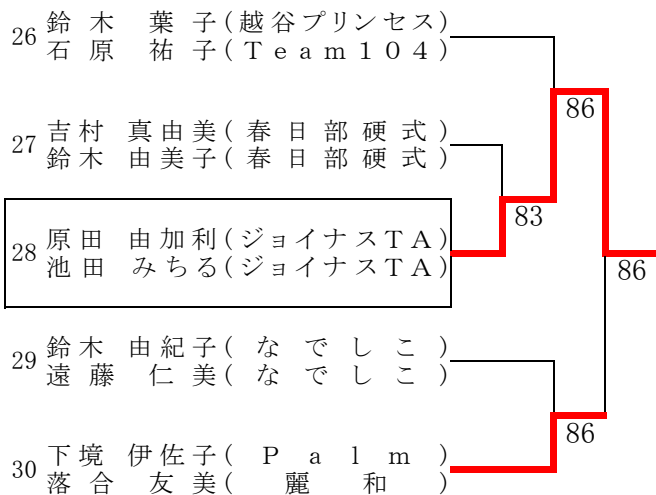 26 鈴木 葉子(越谷プリンセス)
石原 祐子(Team104)
86
27 吉村 真由美(春日部硬式)
鈴木 由美子(春日部硬式)
83
28 原田 由加利(ジョイナスTA)
池田 みちる(ジョイナスTA)
86
29 鈴木 由紀子(なでしこ)
遠藤 仁美(なでしこ)
86
30 下境 伊佐子(Palm)
落合 友美(麗和)